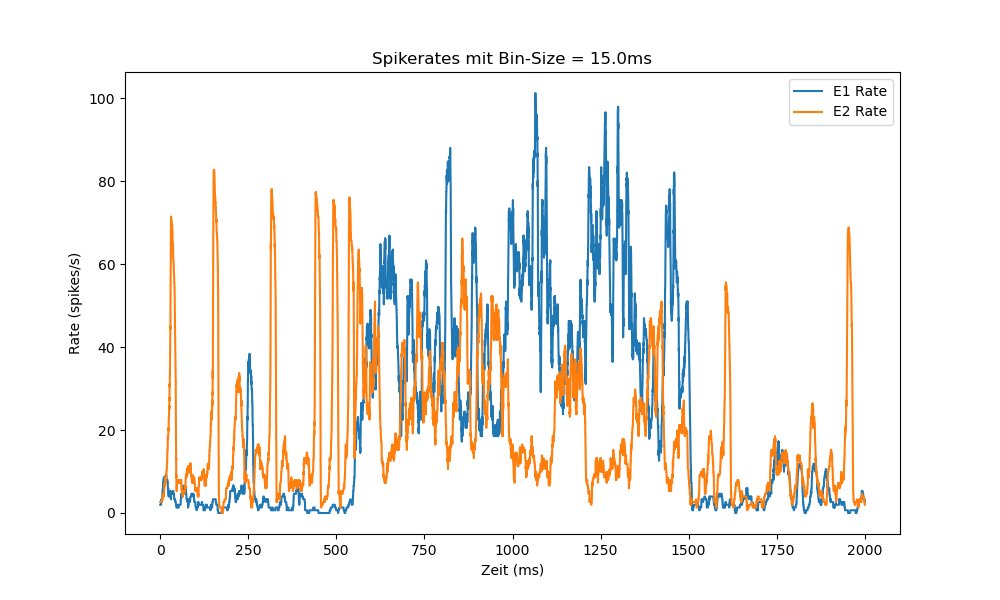 Spikerates mit Bin-Size = 15.0ms
E1 Rate
E2 Rate
Rate (spikes/s)
100
80
60
40
20
0
0 250 500 750 1000 1250 1500 1750 2000
Zeit (ms)